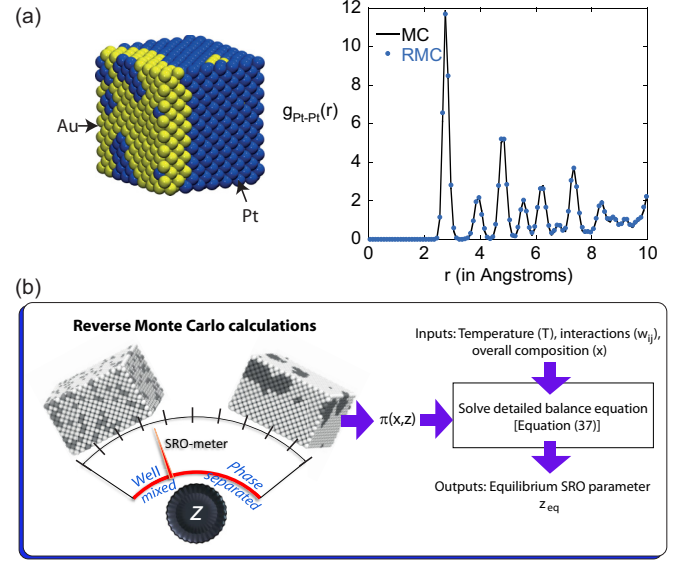 (a)
Au
Pt
g_Pt-Pt(r)
12
10
8
6
4
2
0
MC
RMC
0 2 4 6 8 10
r (in Angstroms)
(b)
Reverse Monte Carlo calculations
SRO-meter
Well mixed
Phase separated
Z
π(x,z)
Inputs: Temperature (T), interactions (w_ij),
overall composition (x)
Solve detailed balance equation
[Equation (37)]
Outputs: Equilibrium SRO parameter
z_eq